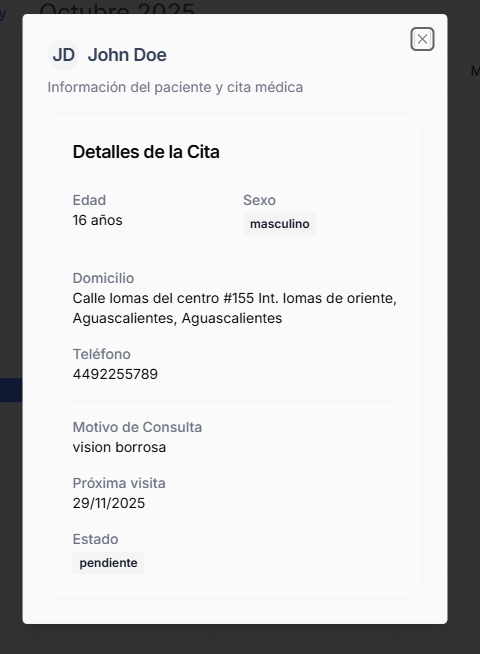 Octubre 2025
JD John Doe
Información del paciente y cita médica
Detalles de la Cita
Edad
16 años
Sexo
masculino
Domicilio
Calle lomas del centro #155 Int. lomas de oriente,
Aguascalientes, Aguascalientes
Teléfono
4492255789
Motivo de Consulta
vision borrosa
Próxima visita
29/11/2025
Estado
pendiente